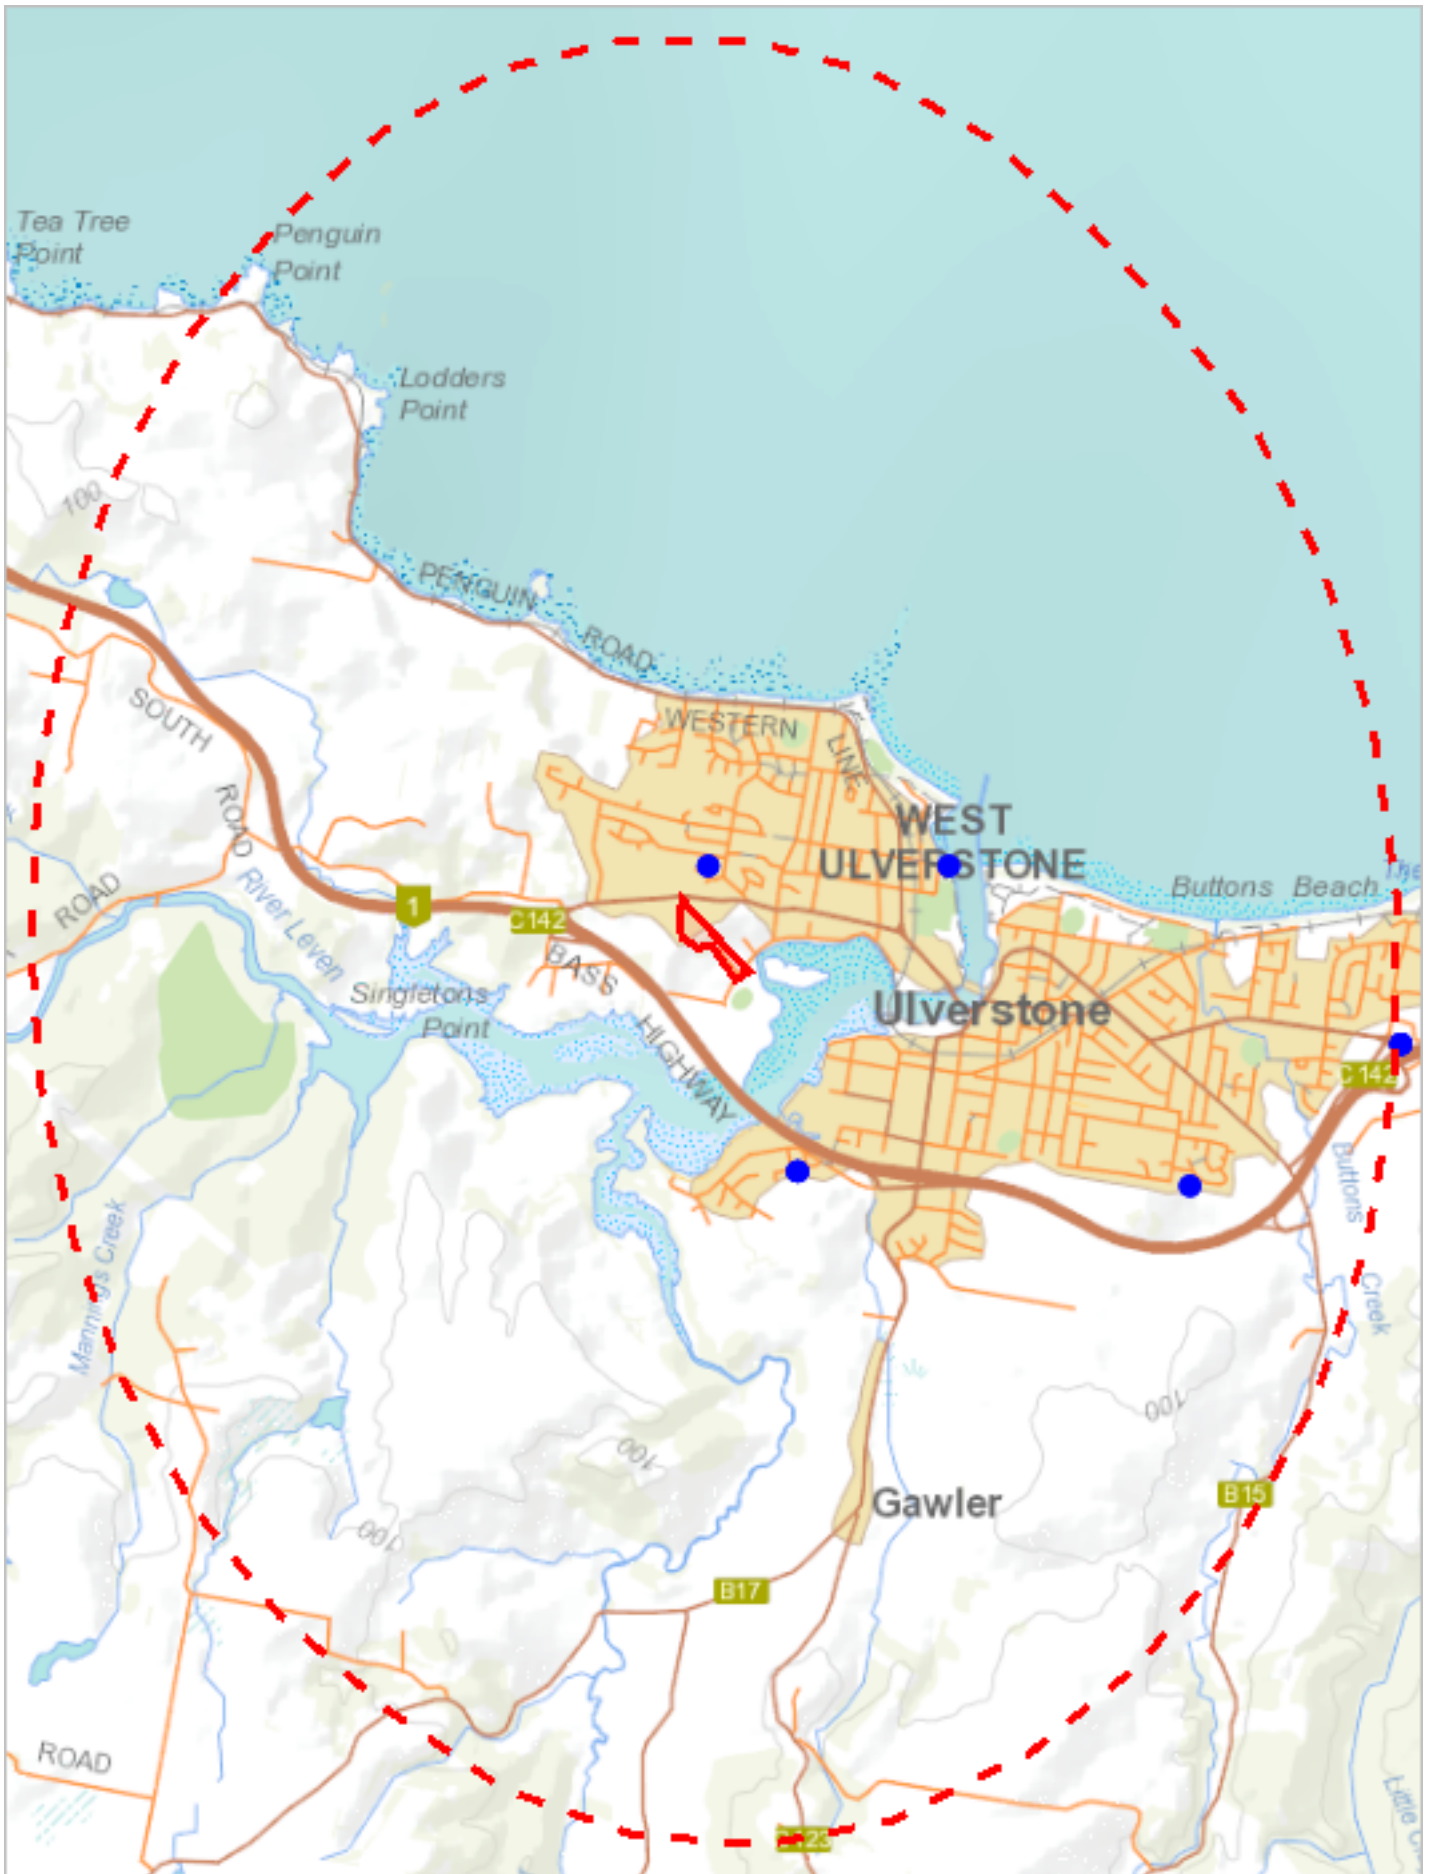 Tea Tree
Point
Penguin
Point
Lodders
Point
100
PENGUIN
ROAD
WESTERN
LINE
SOUTH
ROAD
WEST
ULVERSTONE
Buttons Beach
The
ROAD
River Leven
1
C142
BASS
HIGHWAY
Singletons
Point
Ulverstone
C142
Buttons
Creek
Mannings Creek
100
100
100
Gawler
B15
B17
ROAD
Little